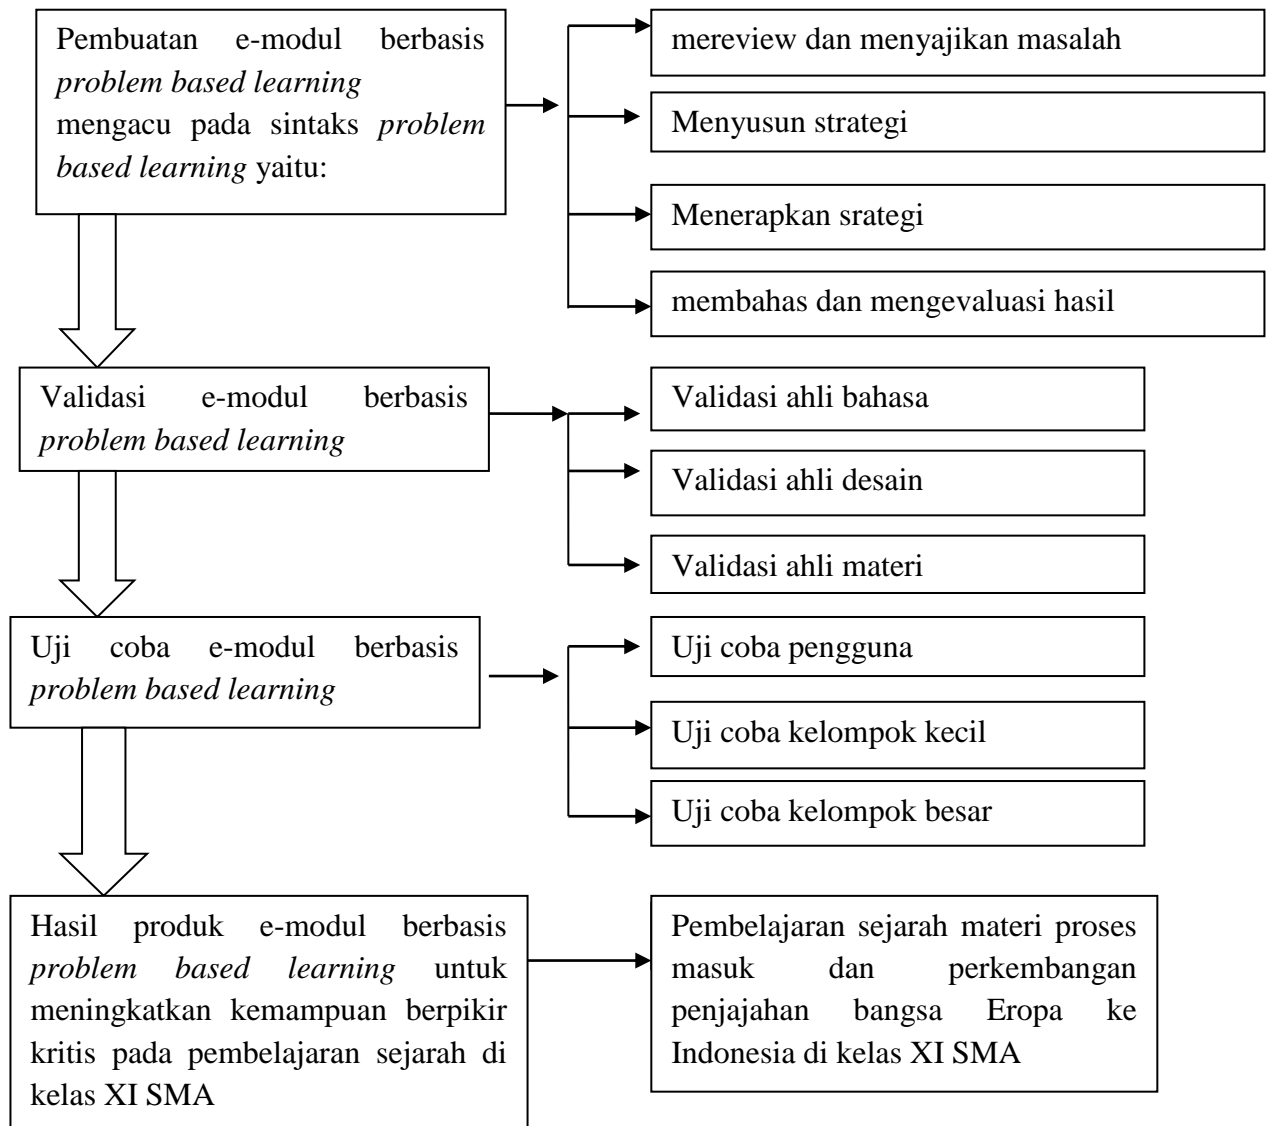 Pembuatan e-modul berbasis
problem based learning
mengacu pada sintaks problem
based learning yaitu:
mereview dan menyajikan masalah
Menyusun strategi
Menerapkan srategi
membahas dan mengevaluasi hasil
Validasi e-modul berbasis
problem based learning
Validasi ahli bahasa
Validasi ahli desain
Validasi ahli materi
Uji coba e-modul berbasis
problem based learning
Uji coba pengguna
Uji coba kelompok kecil
Uji coba kelompok besar
Hasil produk e-modul berbasis
problem based learning untuk
meningkatkan kemampuan berpikir
kritis pada pembelajaran sejarah di
kelas XI SMA
Pembelajaran sejarah materi proses
masuk dan perkembangan
penjajahan bangsa Eropa ke
Indonesia di kelas XI SMA